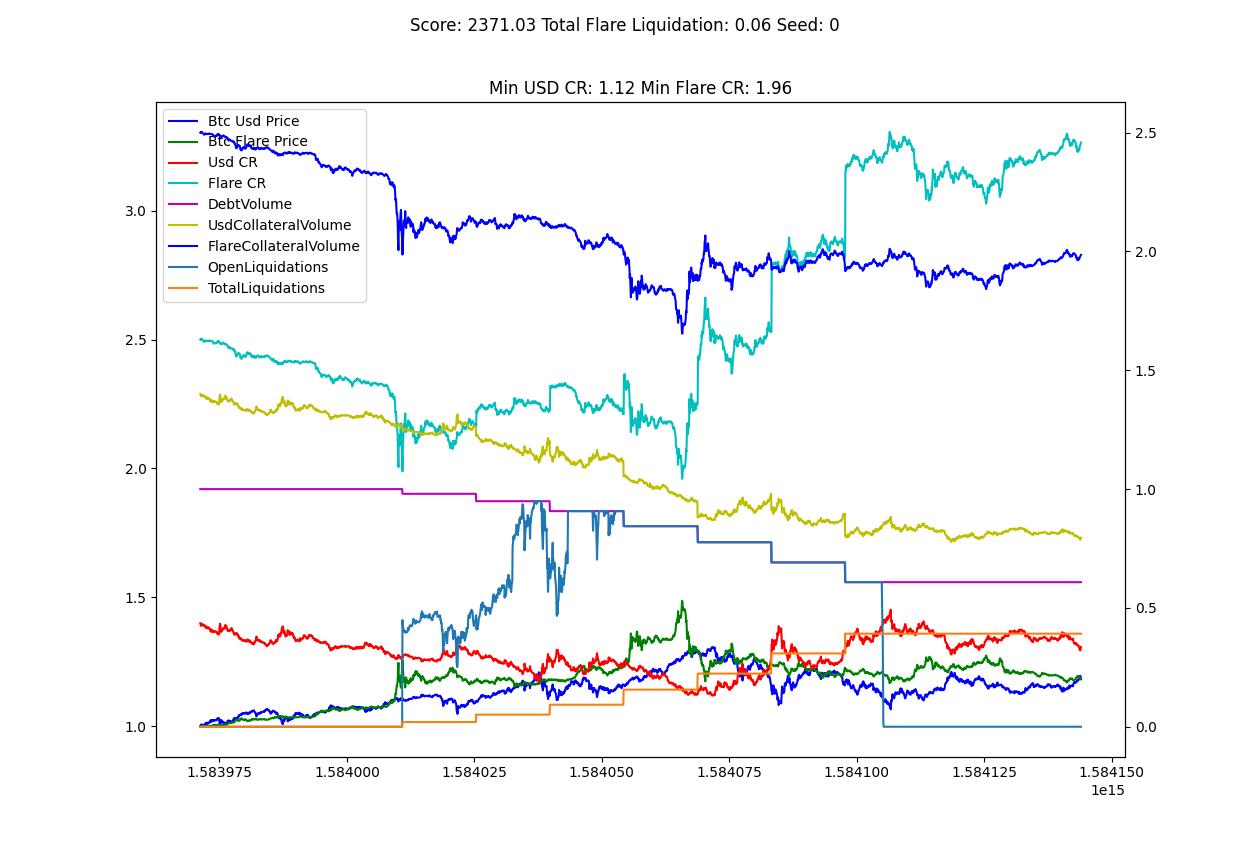 Score: 2371.03 Total Flare Liquidation: 0.06 Seed: 0
Min USD CR: 1.12 Min Flare CR: 1.96
Btc Usd Price
Btc Flare Price
Usd CR
Flare CR
DebtVolume
UsdCollateralVolume
FlareCollateralVolume
OpenLiquidations
TotalLiquidations
3.0
2.5
2.0
1.5
1.0
2.5
2.0
1.5
1.0
0.5
0.0
1.583975 1.584000 1.584025 1.584050 1.584075 1.584100 1.584125 1.584150
1e15